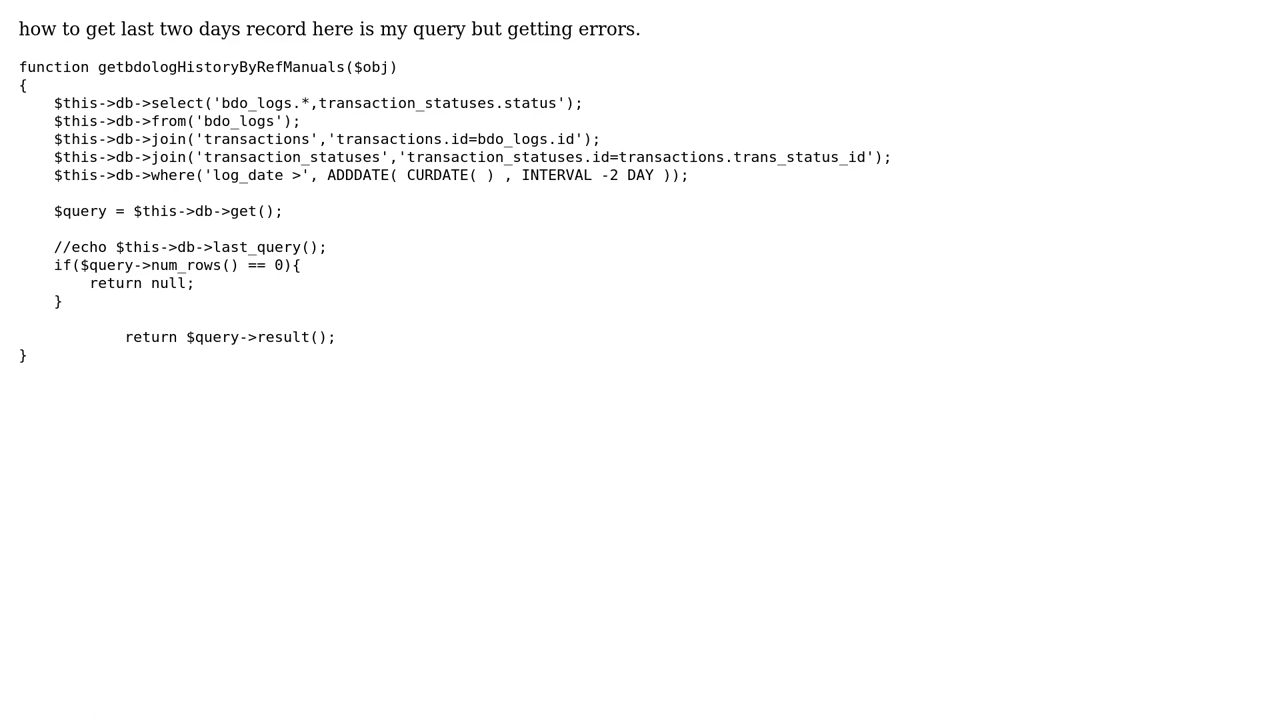 how to get last two days record here is my query but getting errors.
function getbdologHistoryByRefManuals($obj)
{
    $this->db->select('bdo_logs.*,transaction_statuses.status');
    $this->db->from('bdo_logs');
    $this->db->join('transactions','transactions.id=bdo_logs.id');
    $this->db->join('transaction_statuses','transaction_statuses.id=transactions.trans_status_id');
    $this->db->where('log_date >', ADDDATE( CURDATE( ) , INTERVAL -2 DAY ));

    $query = $this->db->get();

    //echo $this->db->last_query();
    if($query->num_rows() == 0){
        return null;
    }

            return $query->result();
}